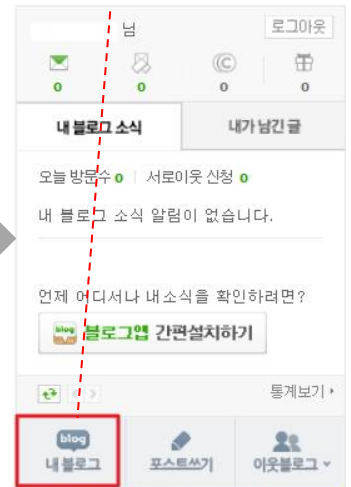 님 로그아웃
0 0 0 0
내 블로그 소식 내가 남긴 글
오늘 방문수 0 서로이웃 신청 0
내 블로그 소식 알림이 없습니다.
언제 어디서나 내소식을 확인하려면?
blog 블로그앱 간편설치하기
통계보기
blog
내 블로그 포스트쓰기 이웃블로그